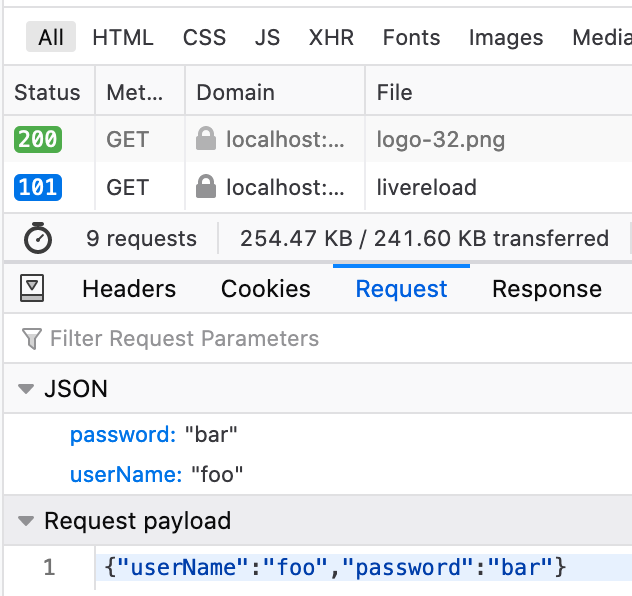 All HTML CSS JS XHR Fonts Images Media
Status Met... Domain File
200 GET localhost:... logo-32.png
101 GET localhost:... livereload
9 requests 254.47 KB / 241.60 KB transferred
Headers Cookies Request Response
Filter Request Parameters
JSON
password: "bar"
userName: "foo"
Request payload
1 {"userName":"foo","password":"bar"}